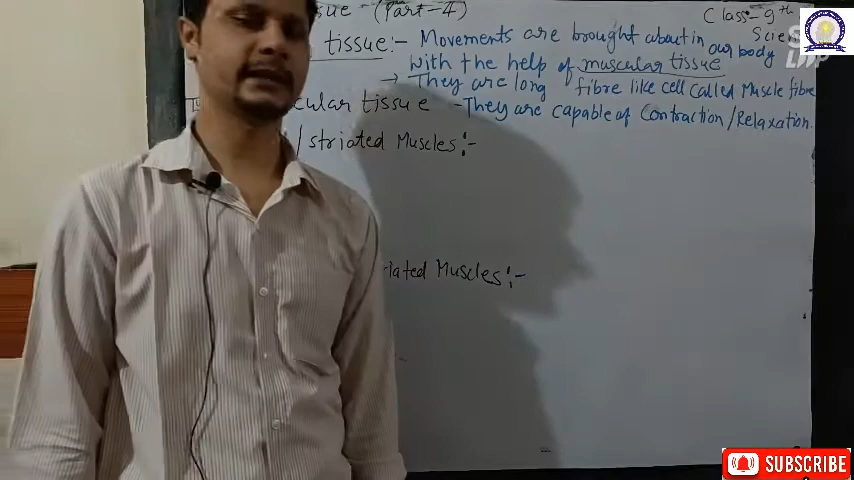 (Part-4) Class-9th
Scien
tissue:- Movements are brought about in our body
with the help of muscular tissue
→ They are long fibre like cell called Muscle fibre
cular tissue - They are capable of Contraction/Relaxation.
/striated Muscles:-
iated Muscles:-
SUBSCRIBE